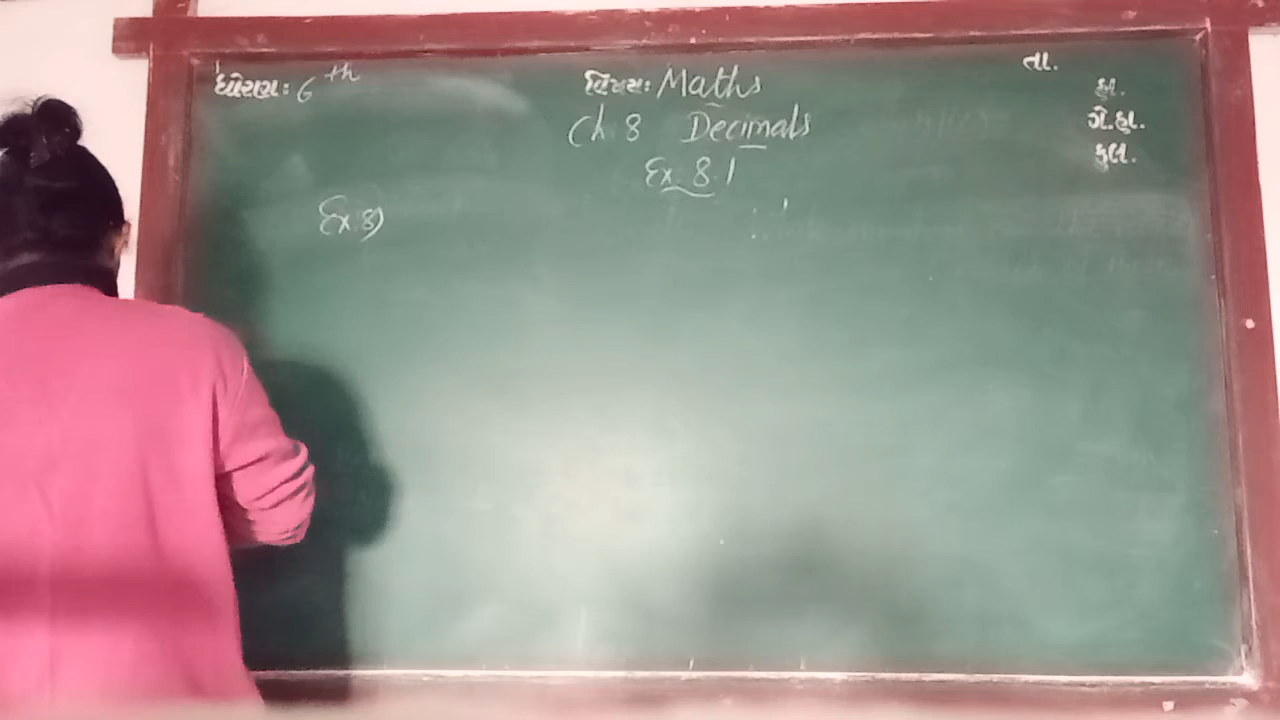 ધોરણ: 6th વિષય: Maths તા.
Ch 8 Decimals હા.
Ex. 8.1 ગે.હા.
કુલ.
Ex. 8)